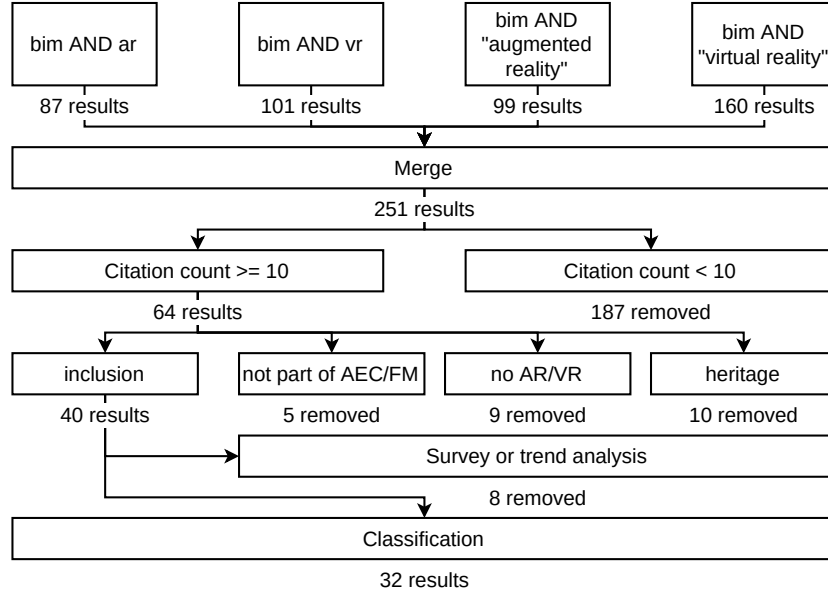 bim AND ar
bim AND vr
bim AND
"augmented
reality"
bim AND
"virtual reality"
87 results
101 results
99 results
160 results
Merge
251 results
Citation count >= 10
Citation count < 10
64 results
187 removed
inclusion
not part of AEC/FM
no AR/VR
heritage
40 results
5 removed
9 removed
10 removed
Survey or trend analysis
8 removed
Classification
32 results